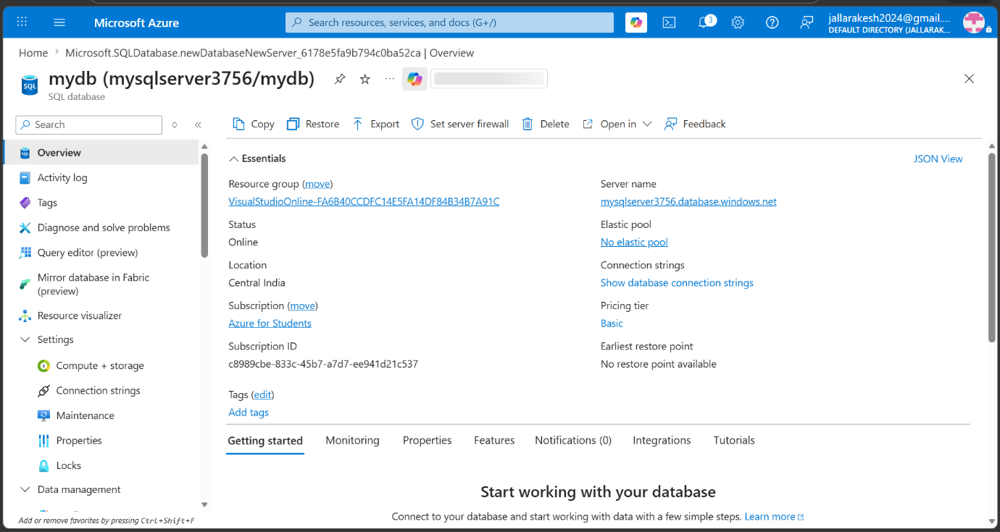 Microsoft Azure
Search resources, services, and docs (G+/)
3
jallarakesh2024@gmail....
DEFAULT DIRECTORY (JALLARAK...
Home > Microsoft.SQLDatabase.newDatabaseNewServer_6178e5fa9b794c0ba52ca | Overview
SQL
mydb (mysqlserver3756/mydb)
SQL database
Search
Copy
Restore
Export
Set server firewall
Delete
Open in
Feedback
Overview
Activity log
Tags
Diagnose and solve problems
Query editor (preview)
Mirror database in Fabric
(preview)
Resource visualizer
Settings
Compute + storage
Connection strings
Maintenance
Properties
Locks
Data management
Add or remove favorites by pressing Ctrl+Shift+F
Essentials
JSON View
Resource group (move)
VisualStudioOnline-FA6B40CCDFC14E5FA14DF84B34B7A91C
Status
Online
Location
Central India
Subscription (move)
Azure for Students
Subscription ID
c8989cbe-833c-45b7-a7d7-ee941d21c537
Server name
mysqlserver3756.database.windows.net
Elastic pool
No elastic pool
Connection strings
Show database connection strings
Pricing tier
Basic
Earliest restore point
No restore point available
Tags (edit)
Add tags
Getting started
Monitoring
Properties
Features
Notifications (0)
Integrations
Tutorials
Start working with your database
Connect to your database and start working with data with a few simple steps. Learn more